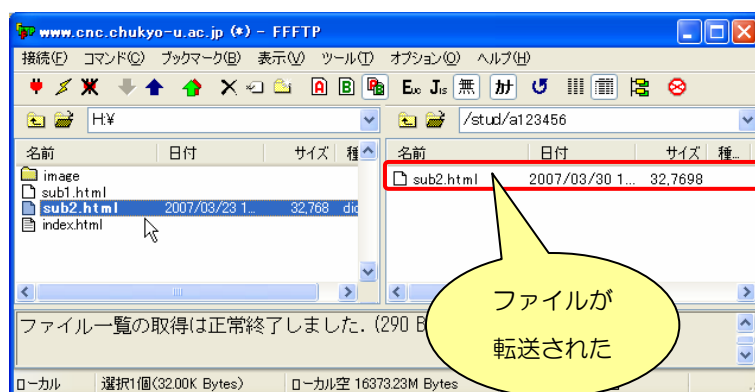 www.cnc.chukyo-u.ac.jp (*) - FFFTP
接続(F) コマンド(C) ブックマーク(B) 表示(V) ツール(T) オプション(O) ヘルプ(H)
A B Euc Jis 無 カナ
H:¥ /stud/a123456
名前 日付 サイズ 種 名前 日付 サイズ 種...
image
sub1.html sub2.html 2007/03/30 1... 32,7698
sub2.html 2007/03/23 1... 32,768
index.html
ファイルが
転送された
ファイル一覧の取得は正常終了しました. (290 B
ローカル 選択1個(32.00K Bytes) ローカル空 16373.23M Bytes